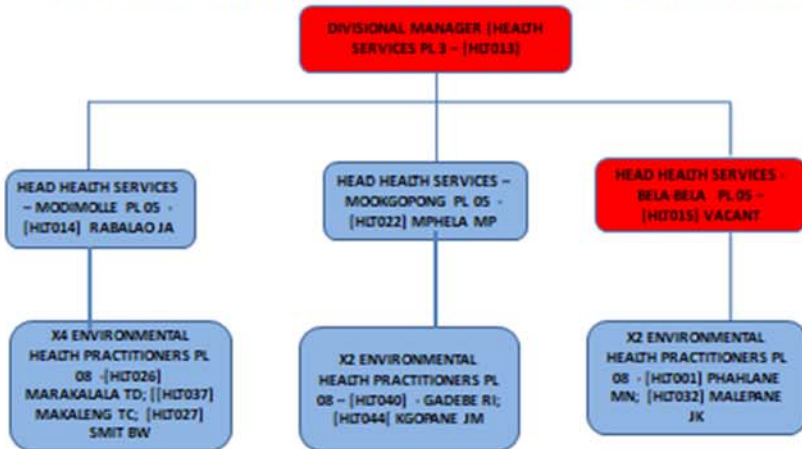 DIVISIONAL MANAGER (HEALTH
SERVICES PL 3 – [HLT013]
HEAD HEALTH SERVICES
– MODIMOLLE PL 05 -
[HLT014] RABALAO JA
HEAD HEALTH SERVICES –
MOOKGOPONG PL 05 -
[HLT022] MPHELA MP
HEAD HEALTH SERVICES -
BELA-BELA PL 05 –
[HLT015] VACANT
X4 ENVIRONMENTAL
HEALTH PRACTITIONERS PL
08 -[HLT026]
MARAKALALA TD; [[HLT037]
MAKALENG TC; [HLT027]
SMIT BW
X2 ENVIRONMENTAL
HEALTH PRACTITIONERS PL
08 – [HLT040] - GADEBE RI;
[HLT044[ KGOPANE JM
X2 ENVIRONMENTAL
HEALTH PRACTITIONERS PL
08 - [HLT001] PHAHLANE
MN; [HLT032] MALEPANE
JK